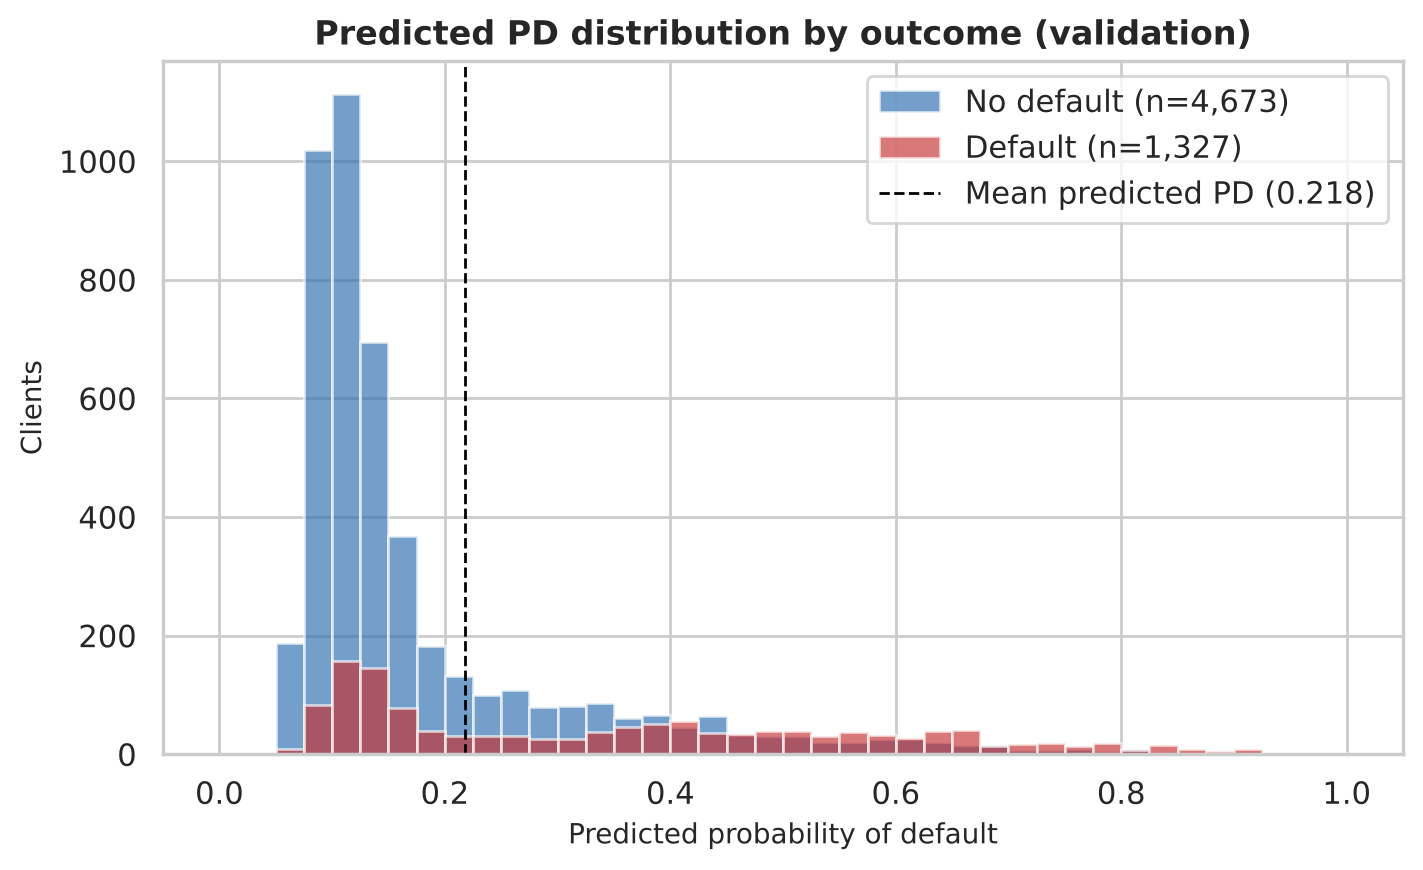 Predicted PD distribution by outcome (validation)
No default (n=4,673)
Default (n=1,327)
Mean predicted PD (0.218)
Clients
1000
800
600
400
200
0
0.0 0.2 0.4 0.6 0.8 1.0
Predicted probability of default